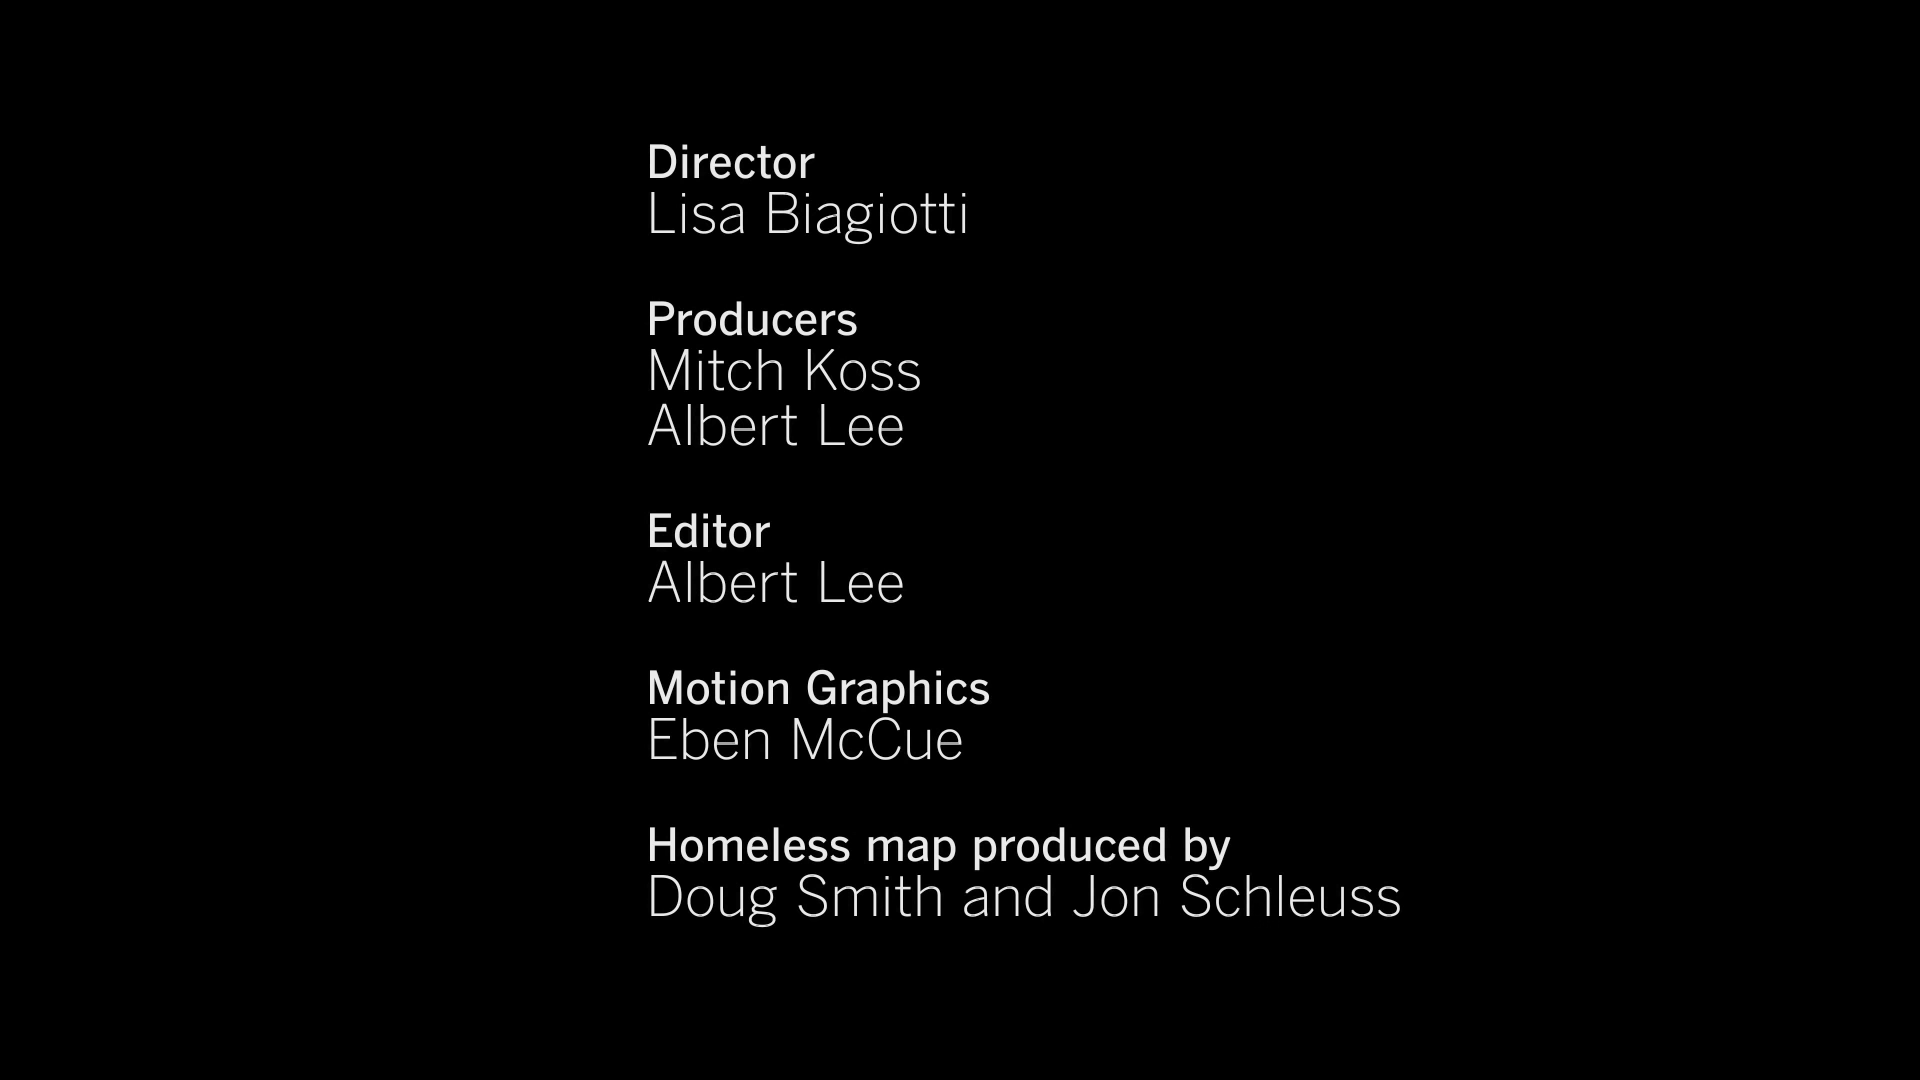 Director
Lisa Biagiotti
Producers
Mitch Koss
Albert Lee
Editor
Albert Lee
Motion Graphics
Eben McCue
Homeless map produced by
Doug Smith and Jon Schleuss